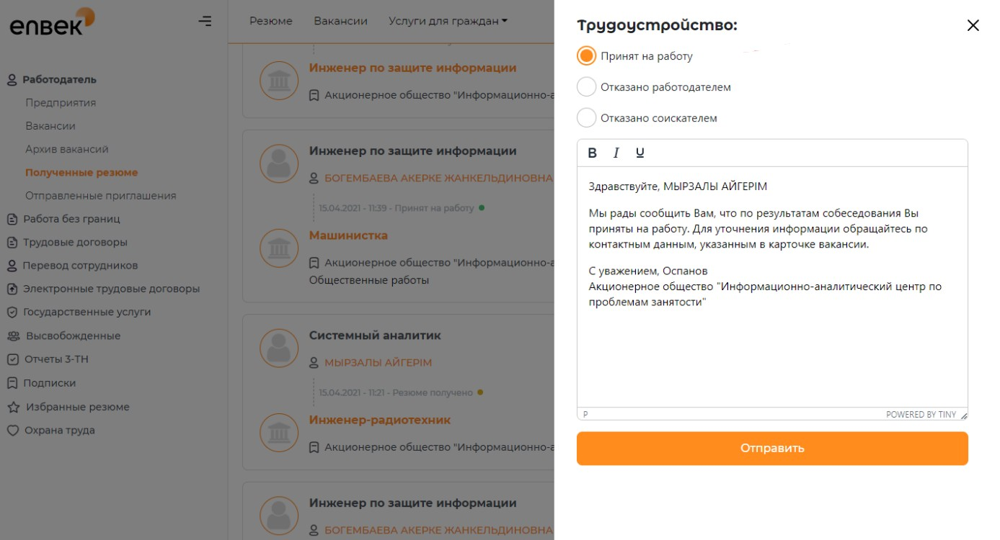 enbek
Работодатель
Предприятия
Вакансии
Архив вакансий
Полученные резюме
Отправленные приглашения
Работа без границ
Трудовые договоры
Перевод сотрудников
Электронные трудовые договоры
Государственные услуги
Высвобожденные
Отчеты 3-ТН
Подписки
Избранные резюме
Охрана труда
Резюме Вакансии Услуги для граждан
Инженер по защите информации
Акционерное общество "Информационно-а
Инженер по защите информации
БОГЕМБАЕВА АКЕРКЕ ЖАНКЕЛЬДИНОВНА
15.04.2021 - 11:39 - Принят на работу
Машинистка
Акционерное общество "Информационно-а
Общественные работы
Системный аналитик
МЫРЗАЛЫ АЙГЕРІМ
15.04.2021 - 11:21 - Резюме получено
Инженер-радиотехник
Акционерное общество "Информационно-а
Инженер по защите информации
БОГЕМБАЕВА АКЕРКЕ ЖАНКЕЛЬДИНОВНА
Трудоустройство:
Принят на работу
Отказано работодателем
Отказано соискателем
B I U
Здравствуйте, МЫРЗАЛЫ АЙГЕРІМ
Мы рады сообщить Вам, что по результатам собеседования Вы
приняты на работу. Для уточнения информации обращайтесь по
контактным данным, указанным в карточке вакансии.
С уважением, Оспанов
Акционерное общество "Информационно-аналитический центр по
проблемам занятости"
P POWERED BY TINY
Отправить